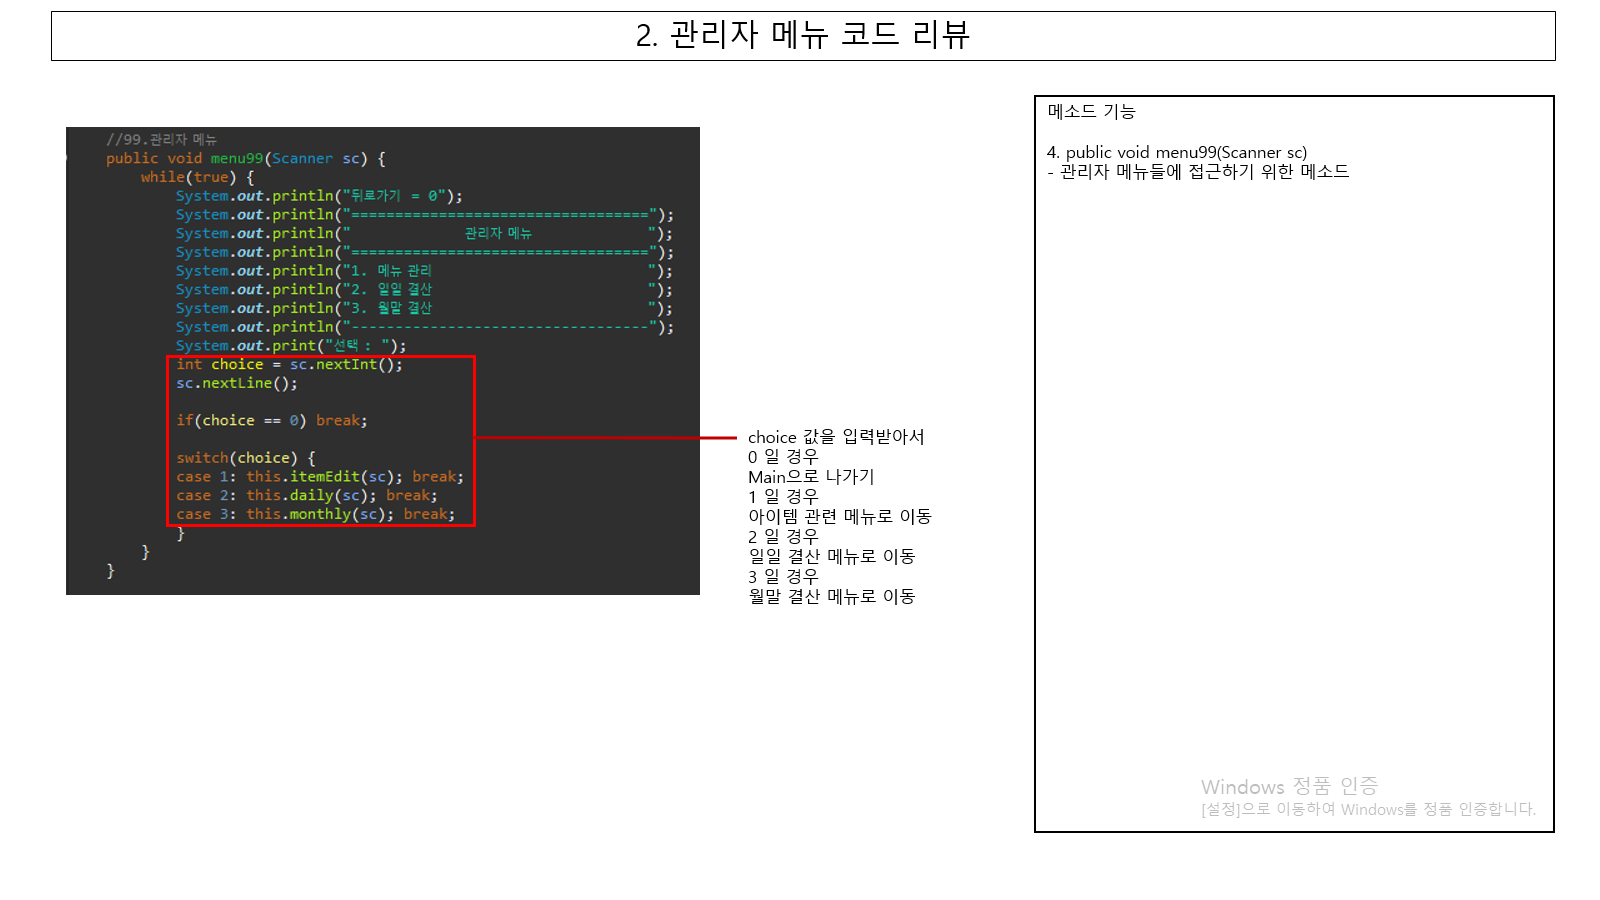 2. 관리자 메뉴 코드 리뷰
//99.관리자 메뉴
public void menu99(Scanner sc) {
while(true) {
System.out.println("뒤로가기 = 0");
System.out.println("==================================");
System.out.println("             관리자 메뉴             ");
System.out.println("==================================");
System.out.println("1. 메뉴 관리                         ");
System.out.println("2. 일일 결산                         ");
System.out.println("3. 월말 결산                         ");
System.out.println("----------------------------------");
System.out.print("선택 : ");
int choice = sc.nextInt();
sc.nextLine();
if(choice == 0) break;
switch(choice) {
case 1: this.itemEdit(sc); break;
case 2: this.daily(sc); break;
case 3: this.monthly(sc); break;
}
}
}
choice 값을 입력받아서
0 일 경우
Main으로 나가기
1 일 경우
아이템 관련 메뉴로 이동
2 일 경우
일일 결산 메뉴로 이동
3 일 경우
월말 결산 메뉴로 이동
메소드 기능
4. public void menu99(Scanner sc)
- 관리자 메뉴들에 접근하기 위한 메소드
Windows 정품 인증
[설정]으로 이동하여 Windows를 정품 인증합니다.